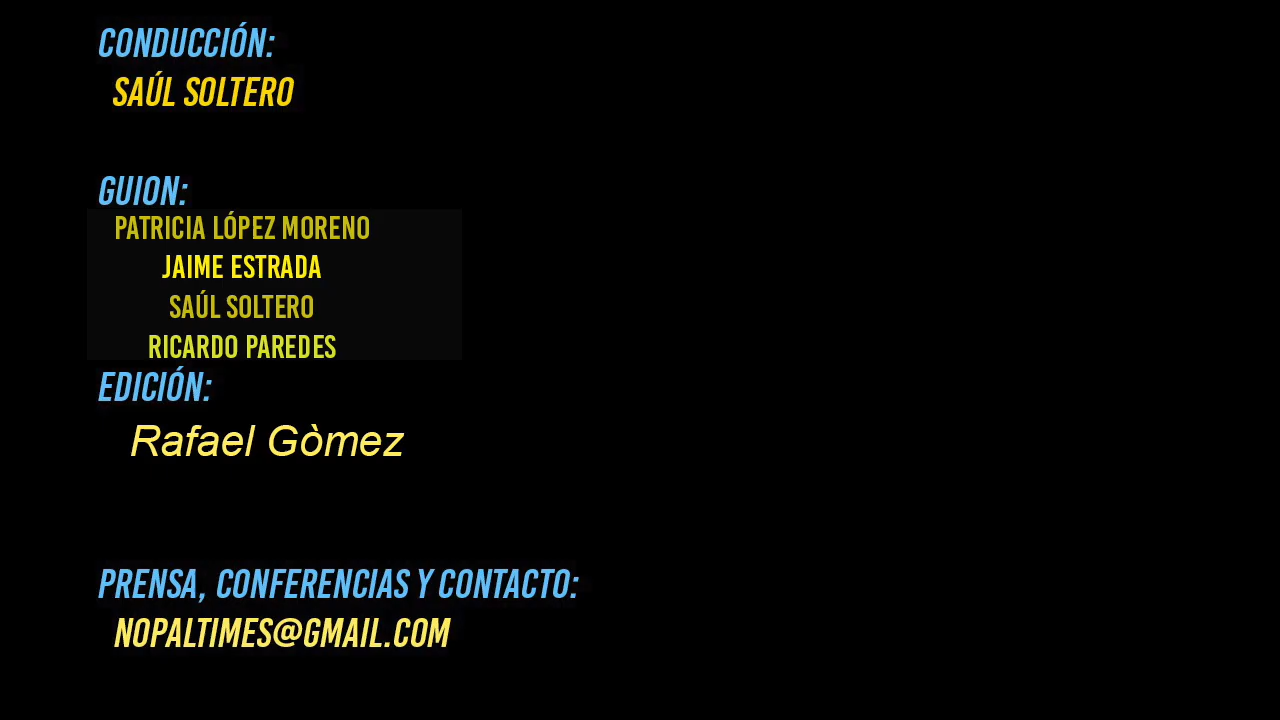 CONDUCCIÓN:
SAÚL SOLTERO
GUION:
PATRICIA LÓPEZ MORENO
JAIME ESTRADA
SAÚL SOLTERO
RICARDO PAREDES
EDICIÓN:
Rafael Gòmez
PRENSA, CONFERENCIAS Y CONTACTO:
NOPALTIMES@GMAIL.COM